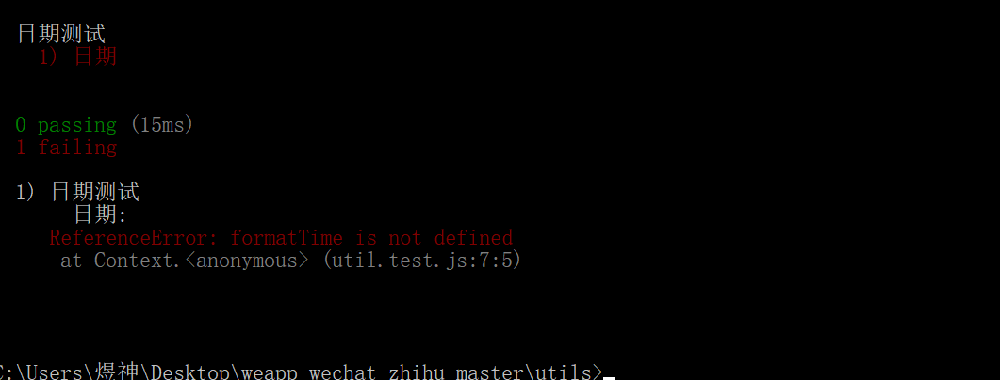 日期测试
1) 日期
0 passing (15ms)
1 failing
1) 日期测试
日期:
ReferenceError: formatTime is not defined
at Context.<anonymous> (util.test.js:7:5)
C:\Users\煜神\Desktop\weapp-wechat-zhihu-master\utils>